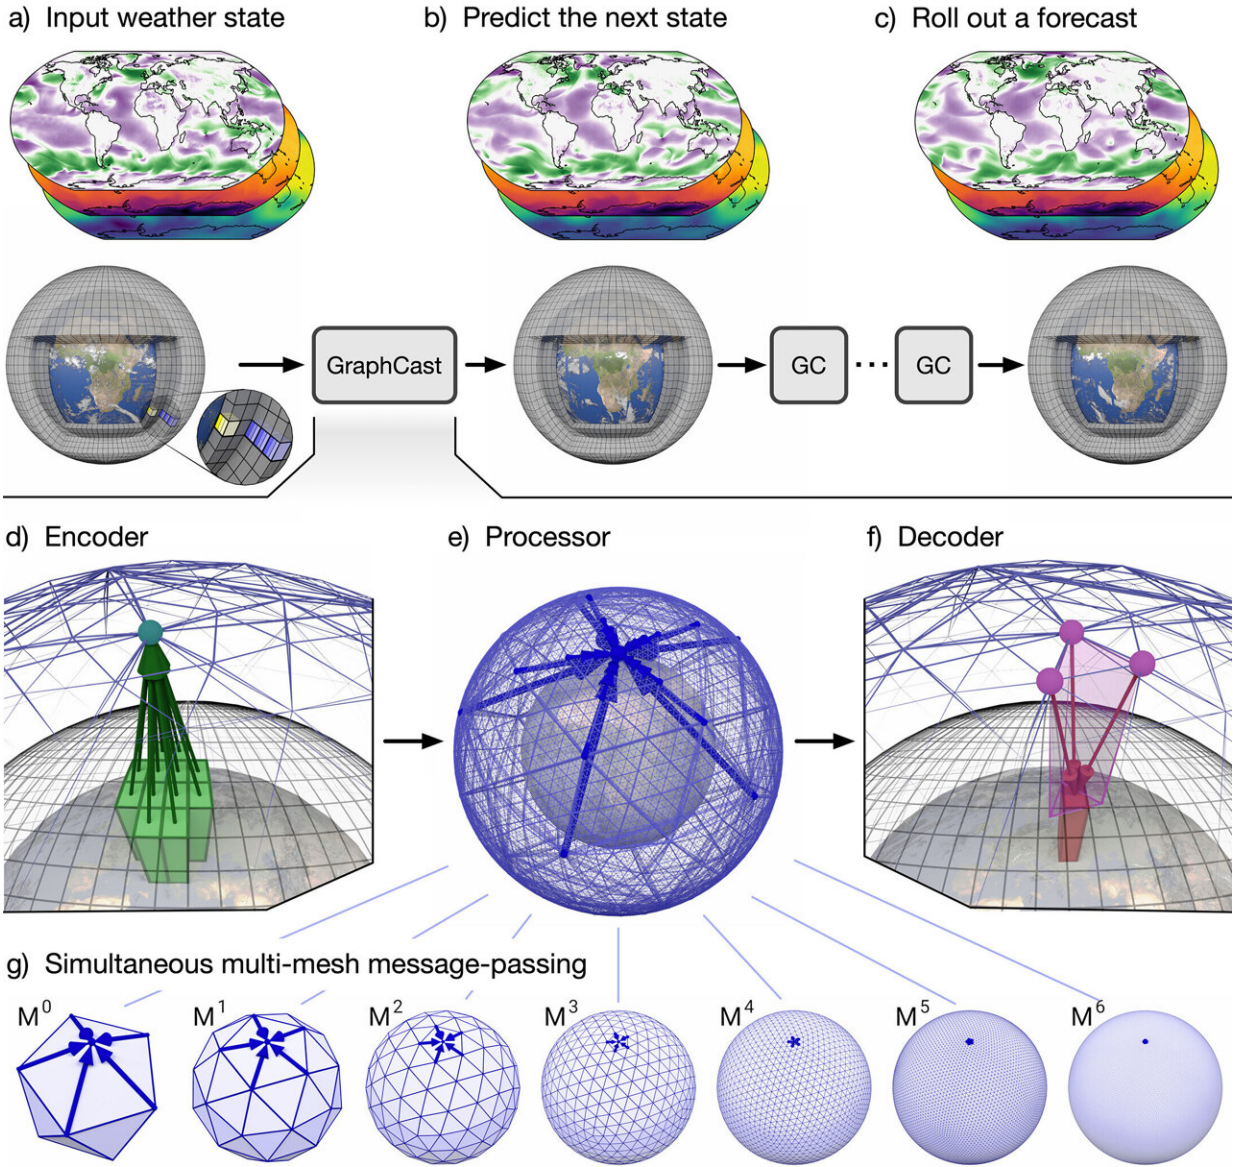 a) Input weather state
b) Predict the next state
c) Roll out a forecast
GraphCast
GC
...
GC
d) Encoder
e) Processor
f) Decoder
g) Simultaneous multi-mesh message-passing
M⁰
M¹
M²
M³
M⁴
M⁵
M⁶